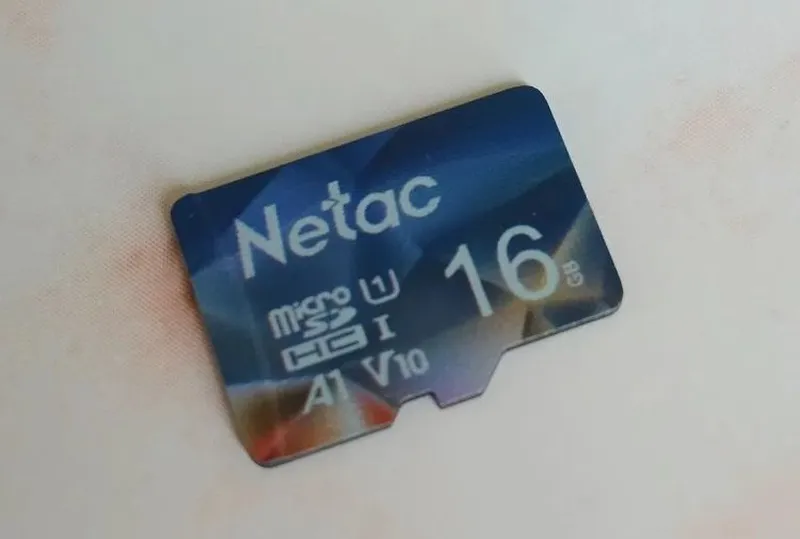 Netac
16 GB
micro SD HC U1 I
A1 V10